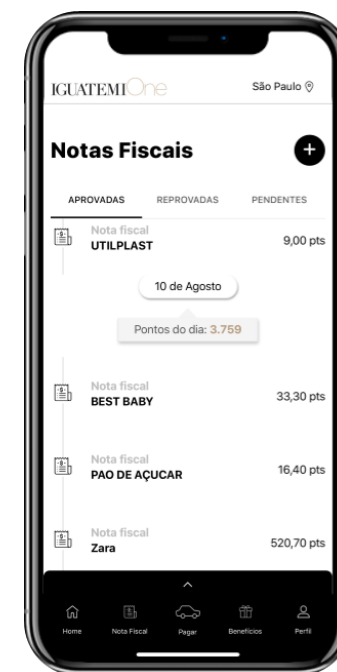 IGUATEMIOne
São Paulo
Notas Fiscais
+
APROVADAS REPROVADAS PENDENTES
Nota fiscal
UTILPLAST 9,00 pts
10 de Agosto
Pontos do dia: 3.759
Nota fiscal
BEST BABY 33,30 pts
Nota fiscal
PAO DE AÇUCAR 16,40 pts
Nota fiscal
Zara 520,70 pts
Home Nota Fiscal Pagar Benefícios Perfil